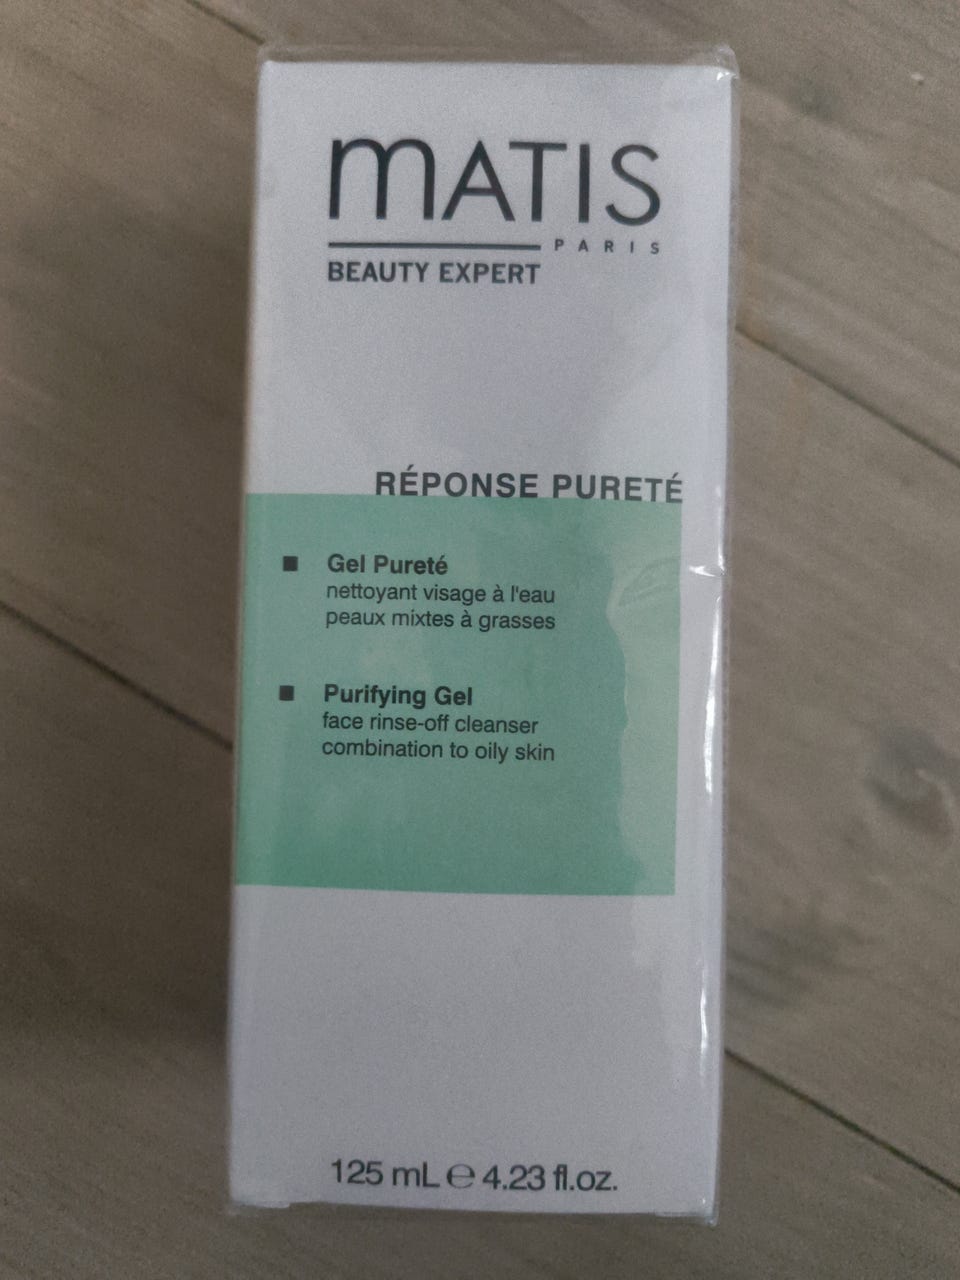 MATIS
PARIS
BEAUTY EXPERT
RÉPONSE PURETÉ
■ Gel Pureté
nettoyant visage à l'eau
peaux mixtes à grasses
■ Purifying Gel
face rinse-off cleanser
combination to oily skin
125 mL ℮ 4.23 fl.oz.